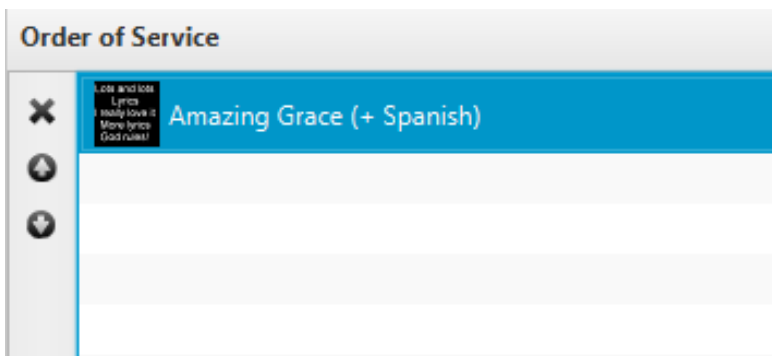 Order of Service
Lots and lots
Lyrics
I really love it
More lyrics
God rules!
Amazing Grace (+ Spanish)